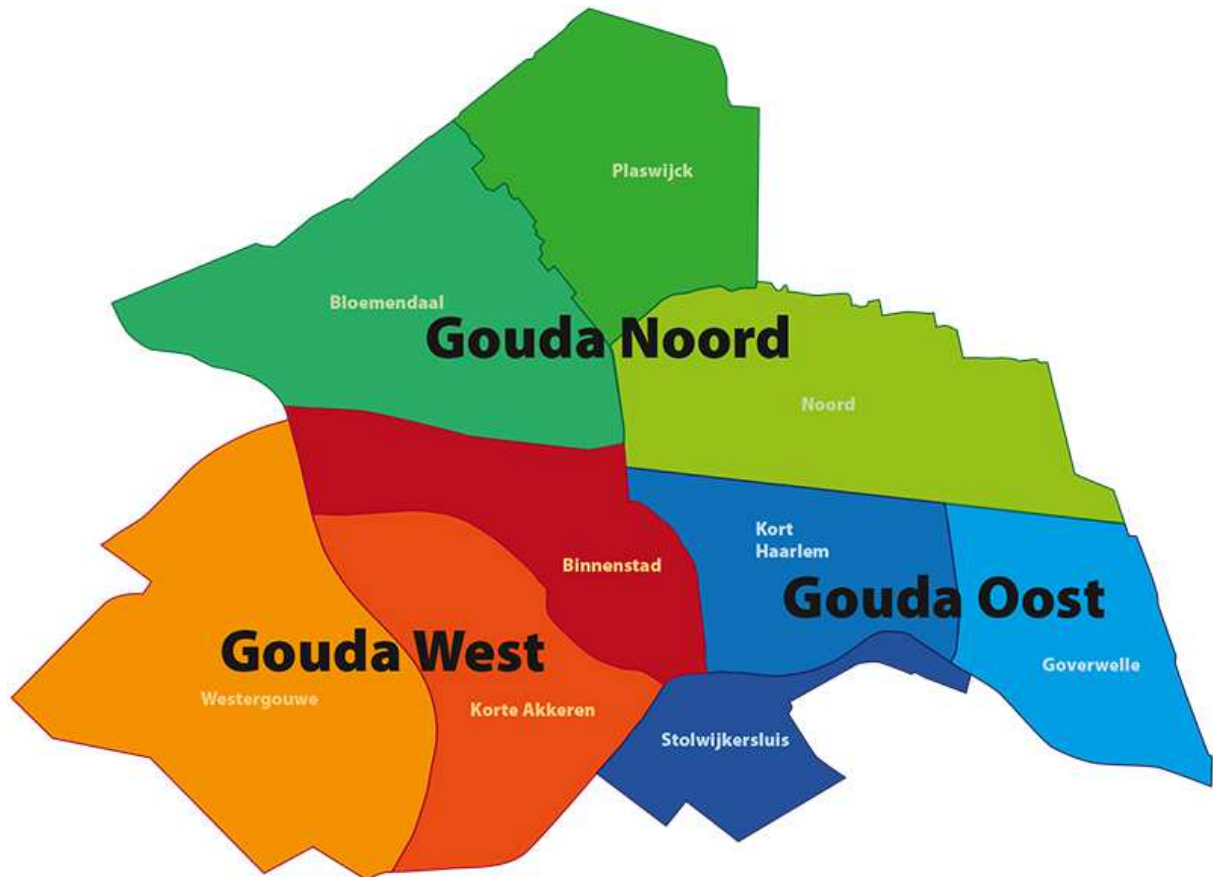 Plaswijck
Bloemendaal
Gouda Noord
Noord
Kort
Haarlem
Binnenstad
Gouda Oost
Gouda West
Goverwelle
Westergouwe
Korte Akkeren
Stolwijkersluis